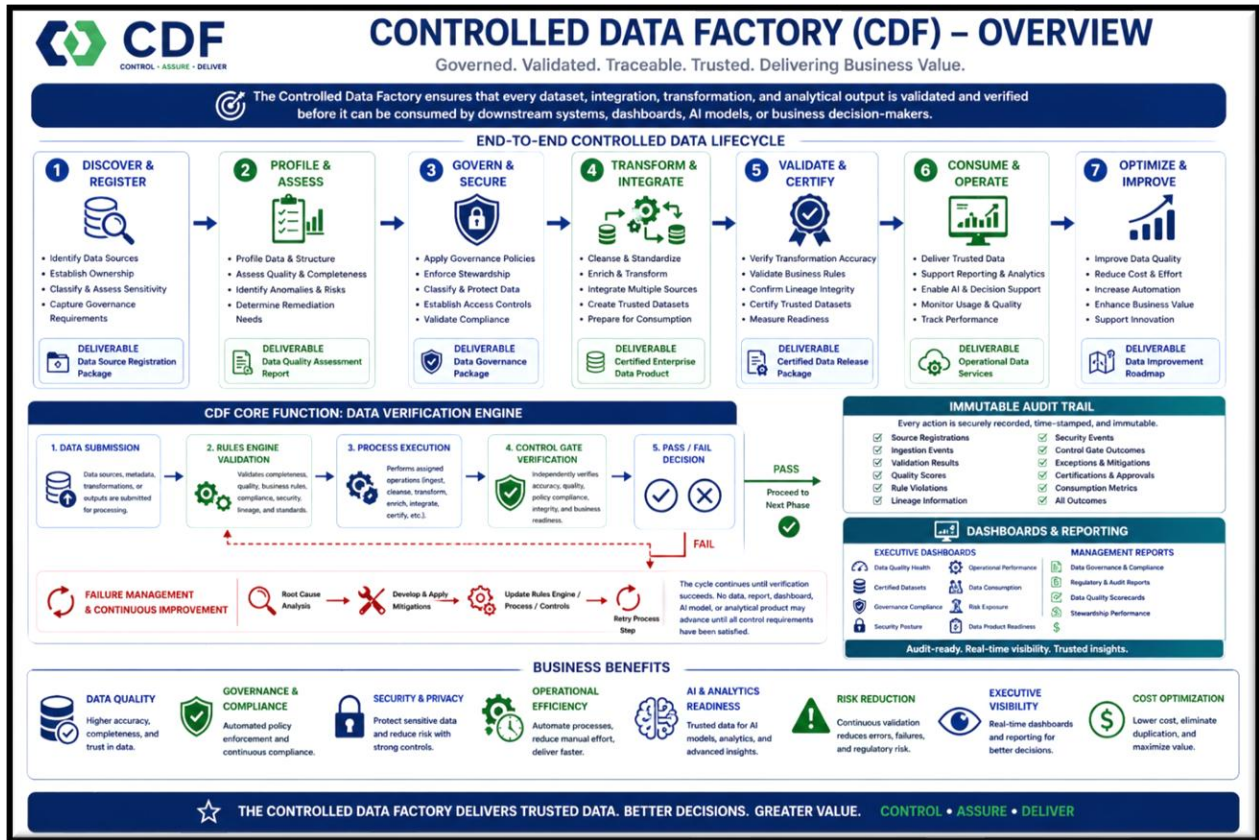 CDF
CONTROL • ASSURE • DELIVER
CONTROLLED DATA FACTORY (CDF) – OVERVIEW
Governed. Validated. Traceable. Trusted. Delivering Business Value.
The Controlled Data Factory ensures that every dataset, integration, transformation, and analytical output is validated and verified
before it can be consumed by downstream systems, dashboards, AI models, or business decision-makers.
END-TO-END CONTROLLED DATA LIFECYCLE
1
DISCOVER &
REGISTER
• Identify Data Sources
• Establish Ownership
• Classify & Assess Sensitivity
• Capture Governance
Requirements
DELIVERABLE
Data Source Registration
Package
2
PROFILE &
ASSESS
• Profile Data & Structure
• Assess Quality & Completeness
• Identify Anomalies & Risks
• Determine Remediation
Needs
DELIVERABLE
Data Quality Assessment
Report
3
GOVERN &
SECURE
• Apply Governance Policies
• Enforce Stewardship
• Classify & Protect Data
• Establish Access Controls
• Validate Compliance
DELIVERABLE
Data Governance
Package
4
TRANSFORM &
INTEGRATE
• Cleanse & Standardize
• Enrich & Transform
• Integrate Multiple Sources
• Create Trusted Datasets
• Prepare for Consumption
DELIVERABLE
Certified Enterprise
Data Product
5
VALIDATE &
CERTIFY
• Verify Transformation Accuracy
• Validate Business Rules
• Confirm Lineage Integrity
• Certify Trusted Datasets
• Measure Readiness
DELIVERABLE
Certified Data Release
Package
6
CONSUME &
OPERATE
• Deliver Trusted Data
• Support Reporting & Analytics
• Enable AI & Decision Support
• Monitor Usage & Quality
• Track Performance
DELIVERABLE
Operational Data
Services
7
OPTIMIZE &
IMPROVE
• Improve Data Quality
• Reduce Cost & Effort
• Increase Automation
• Enhance Business Value
• Support Innovation
DELIVERABLE
Data Improvement
Roadmap
CDF CORE FUNCTION: DATA VERIFICATION ENGINE
1. DATA SUBMISSION
Data sources, metadata,
transformations, or
outputs are submitted
for processing.
2. RULES ENGINE
VALIDATION
Validates completeness,
quality, business rules,
compliance, security,
lineage, and standards.
3. PROCESS EXECUTION
Performs assigned
operations (ingest,
cleanse, transform,
enrich, integrate,
certify, etc.).
4. CONTROL GATE
VERIFICATION
Independently verifies
accuracy, quality,
policy compliance,
integrity, and business
readiness.
5. PASS / FAIL
DECISION
PASS
Proceed to
Next Phase
FAIL
FAILURE MANAGEMENT
& CONTINUOUS IMPROVEMENT
Root Cause
Analysis
Develop & Apply
Mitigations
Update Rules Engine /
Process / Controls
Retry Process
Step
The cycle continues until verification
succeeds. No data, report, dashboard,
AI model, or analytical product may
advance until all control requirements
have been satisfied.
IMMUTABLE AUDIT TRAIL
Every action is securely recorded, time-stamped, and immutable.
Source Registrations
Ingestion Events
Validation Results
Quality Scores
Rule Violations
Lineage Information
Security Events
Control Gate Outcomes
Exceptions & Mitigations
Certifications & Approvals
Consumption Metrics
All Outcomes
DASHBOARDS & REPORTING
EXECUTIVE DASHBOARDS
Data Quality Health
Certified Datasets
Governance Compliance
Security Posture
Operational Performance
Data Consumption
Risk Exposure
Data Product Readiness
MANAGEMENT REPORTS
Data Governance & Compliance
Regulatory & Audit Reports
Data Quality Scorecards
Stewardship Performance
$
Audit-ready. Real-time visibility. Trusted insights.
BUSINESS BENEFITS
DATA QUALITY
Higher accuracy,
completeness, and
trust in data.
GOVERNANCE &
COMPLIANCE
Automated policy
enforcement and
continuous compliance.
SECURITY & PRIVACY
Protect sensitive data
and reduce risk with
strong controls.
OPERATIONAL
EFFICIENCY
Automate processes,
reduce manual effort,
deliver faster.
AI & ANALYTICS
READINESS
Trusted data for AI
models, analytics, and
advanced insights.
RISK REDUCTION
Continuous validation
reduces errors, failures,
and regulatory risk.
EXECUTIVE
VISIBILITY
Real-time dashboards
and reporting for
better decisions.
$
COST OPTIMIZATION
Lower cost, eliminate
duplication, and
maximize value.
THE CONTROLLED DATA FACTORY DELIVERS TRUSTED DATA. BETTER DECISIONS. GREATER VALUE. CONTROL • ASSURE • DELIVER